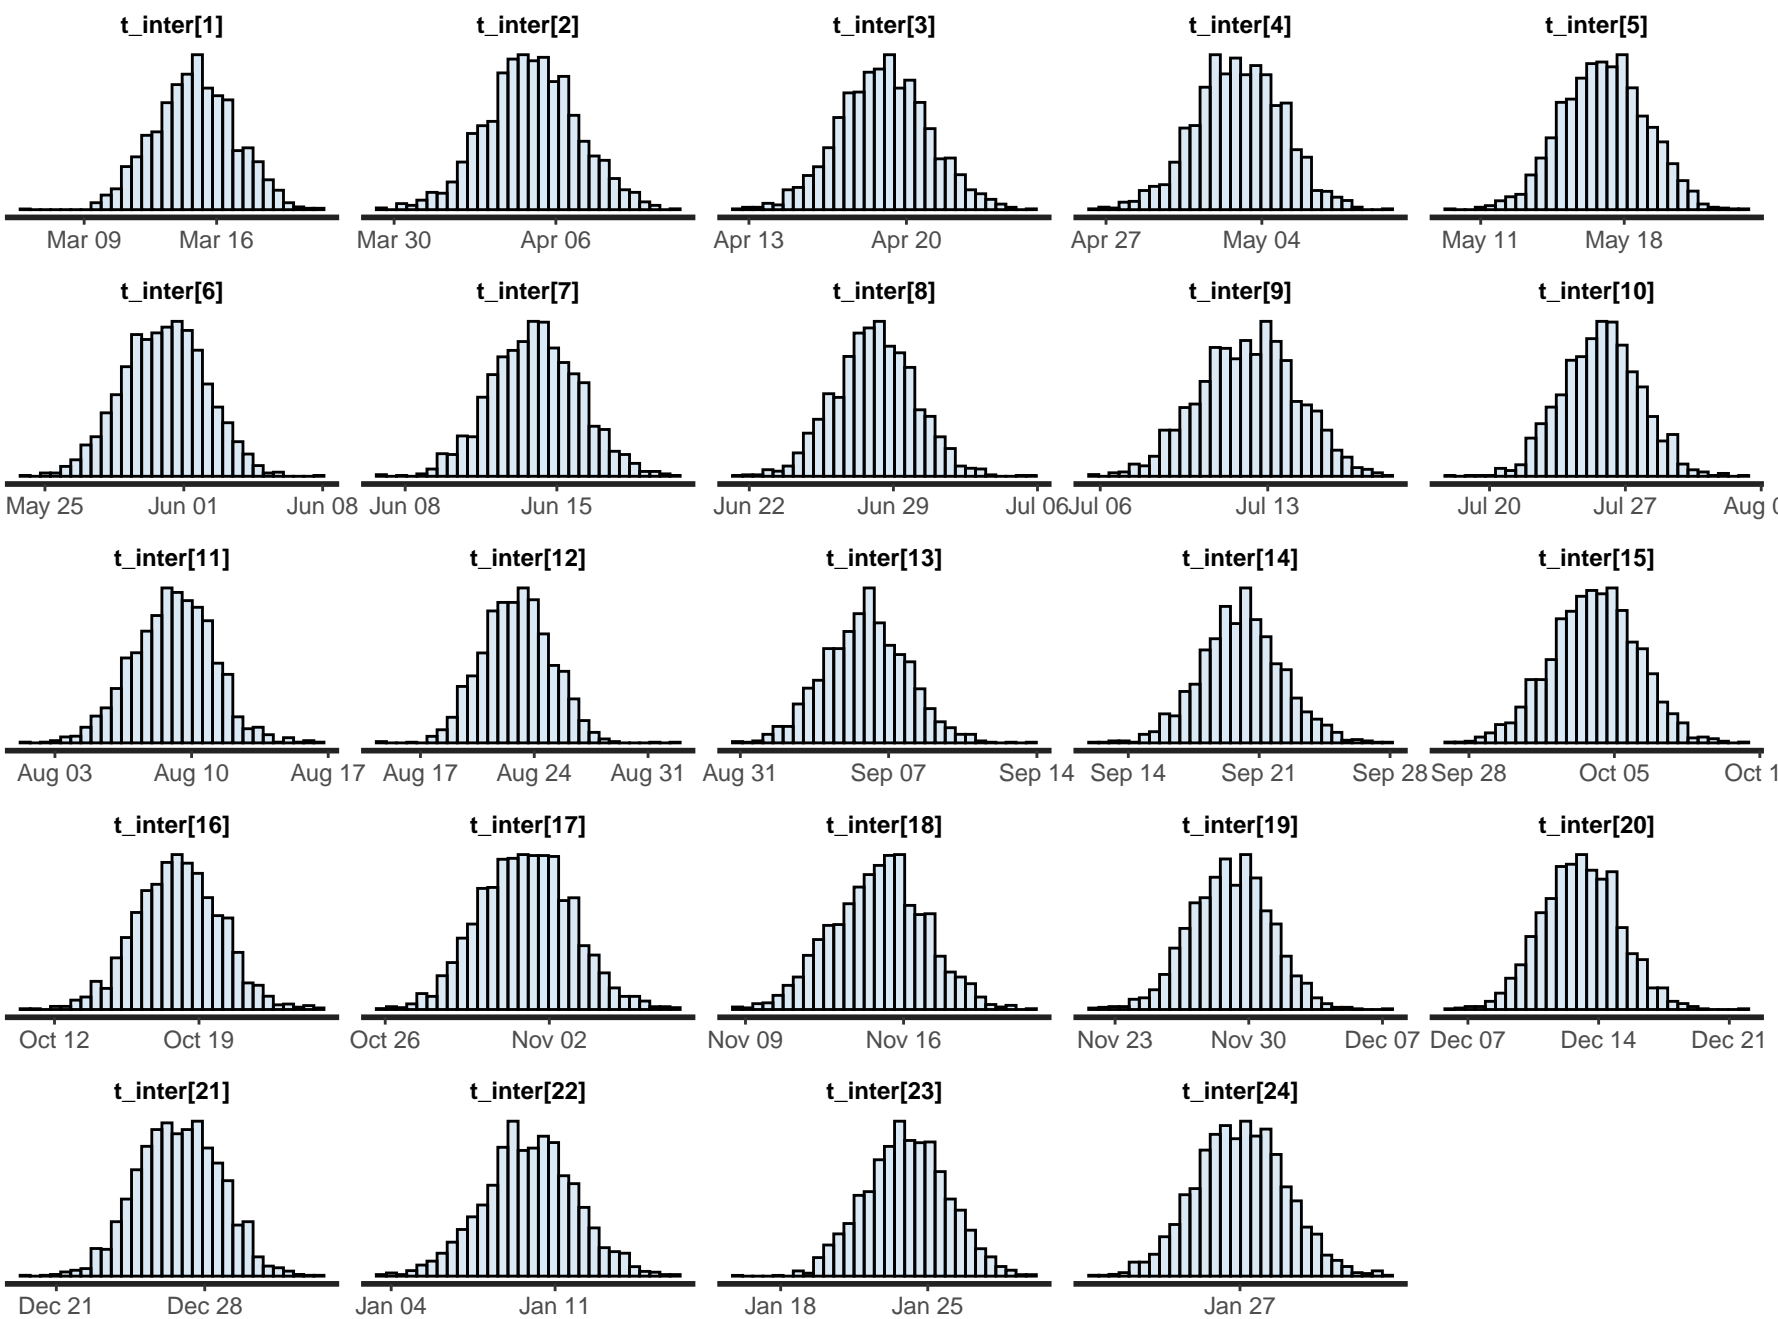 t_inter[1] t_inter[2] t_inter[3] t_inter[4] t_inter[5]
Mar 09 Mar 16 Mar 30 Apr 06 Apr 13 Apr 20 Apr 27 May 04 May 11 May 18
t_inter[6] t_inter[7] t_inter[8] t_inter[9] t_inter[10]
May 25 Jun 01 Jun 08 Jun 08 Jun 15 Jun 22 Jun 29 Jul 06 Jul 06 Jul 13 Jul 20 Jul 27 Aug
t_inter[11] t_inter[12] t_inter[13] t_inter[14] t_inter[15]
Aug 03 Aug 10 Aug 17 Aug 17 Aug 24 Aug 31 Aug 31 Sep 07 Sep 14 Sep 14 Sep 21 Sep 28 Sep 28 Oct 05 Oct 1
t_inter[16] t_inter[17] t_inter[18] t_inter[19] t_inter[20]
Oct 12 Oct 19 Oct 26 Nov 02 Nov 09 Nov 16 Nov 23 Nov 30 Dec 07 Dec 07 Dec 14 Dec 21
t_inter[21] t_inter[22] t_inter[23] t_inter[24]
Dec 21 Dec 28 Jan 04 Jan 11 Jan 18 Jan 25 Jan 27